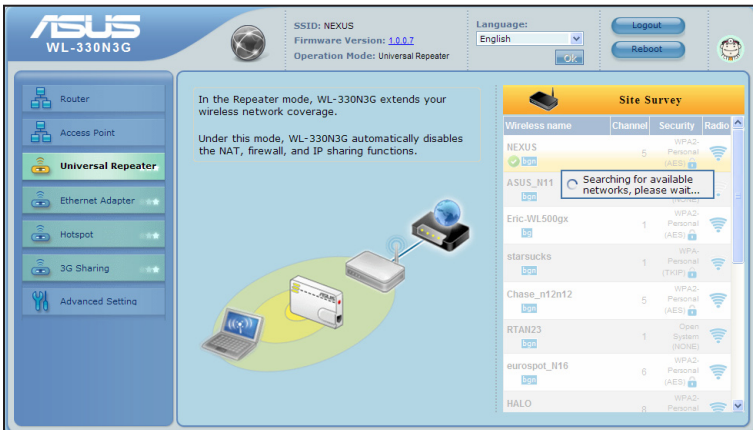 ASUS
WL-330N3G
SSID: NEXUS
Firmware Version: 1.0.0.7
Operation Mode: Universal Repeater
Language:
English
Ok
Logout
Reboot
Router
Access Point
Universal Repeater
Ethernet Adapter
Hotspot
3G Sharing
Advanced Setting
In the Repeater mode, WL-330N3G extends your
wireless network coverage.
Under this mode, WL-330N3G automatically disables
the NAT, firewall, and IP sharing functions.
Site Survey
Wireless name Channel Security Radio
NEXUS
bgn
5
WPA2-
Personal
(AES)
ASUS_N11
bgn
(NONE)
Searching for available
networks, please wait...
Eric-WL500gx
bg
1
WPA2-
Personal
(AES)
starsucks
bgn
1
WPA-
Personal
(TKIP)
Chase_n12n12
bgn
5
WPA2-
Personal
(AES)
RTAN23
bgn
1
Open
System
(NONE)
eurospot_N16
bgn
6
WPA2-
Personal
(AES)
HALO
8
WPA2-
Personal